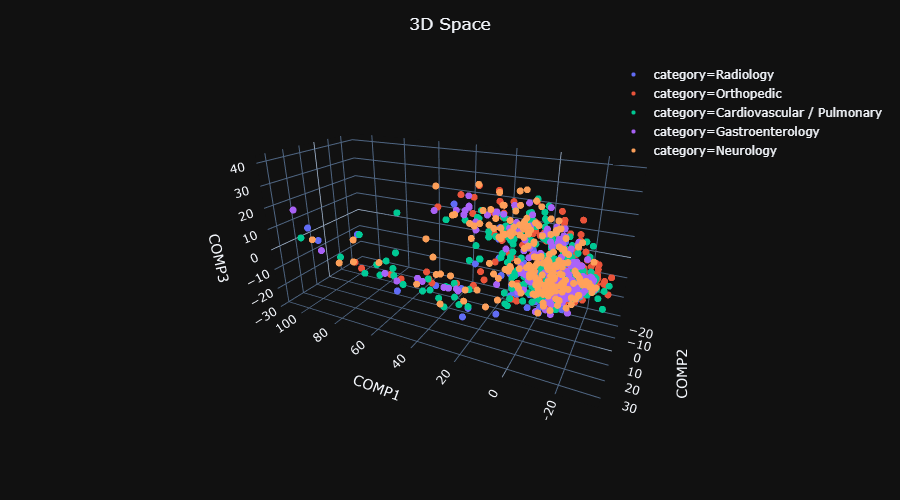 3D Space
category=Radiology
category=Orthopedic
category=Cardiovascular / Pulmonary
category=Gastroenterology
category=Neurology
40
30
20
10
0
−10
−20
−30
COMP3
100
80
60
40
20
0
−20
COMP1
−20
−10
0
10
20
30
COMP2